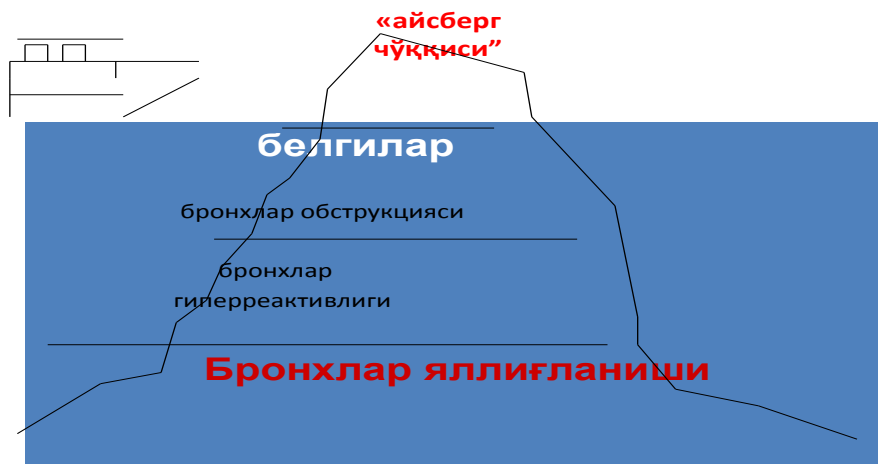 «айсберг
чўққиси”
белгилар
бронхлар обструкцияси
бронхлар
гиперреактивлиги
Бронхлар яллиғланиши